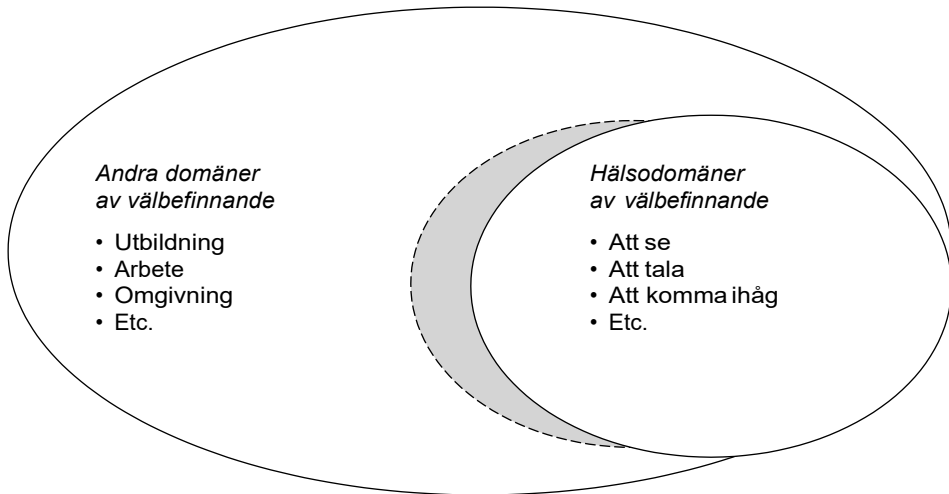 Andra domäner
av välbefinnande
• Utbildning
• Arbete
• Omgivning
• Etc.
Hälsodomäner
av välbefinnande
• Att se
• Att tala
• Att komma ihåg
• Etc.